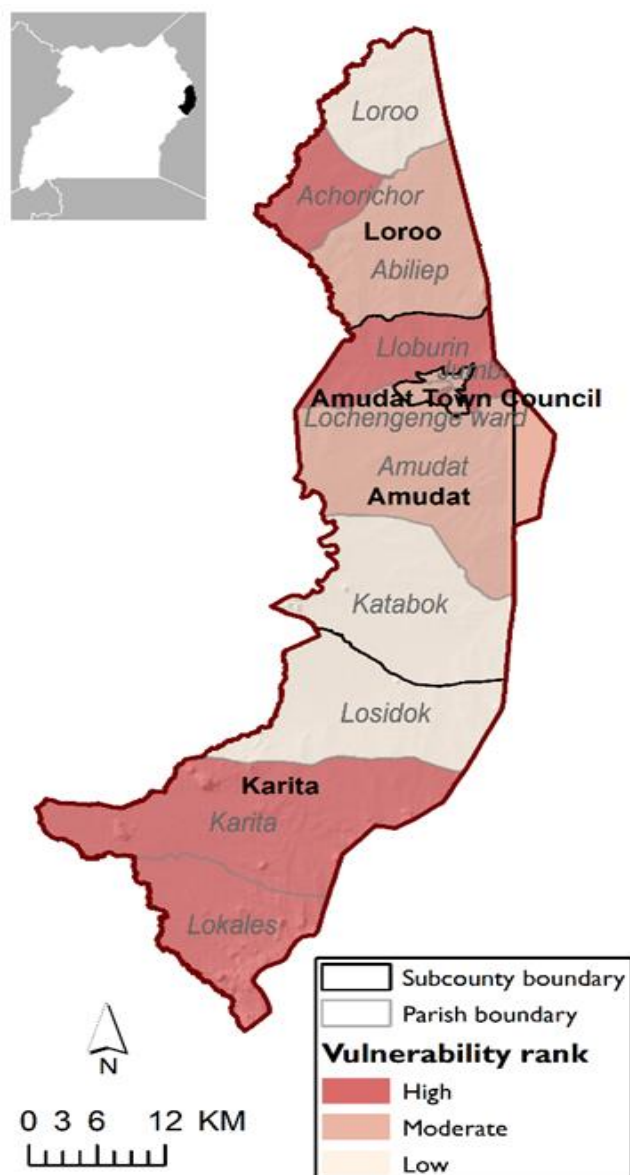 Loroo
Achorichor
Loroo
Abiliep
Lloburin
Amudat Town Council
Lochengenge ward
Amudat
Amudat
Katabok
Losidok
Karita
Karita
Lokales
N
0 3 6 12 KM
Subcounty boundary
Parish boundary
Vulnerability rank
High
Moderate
Low